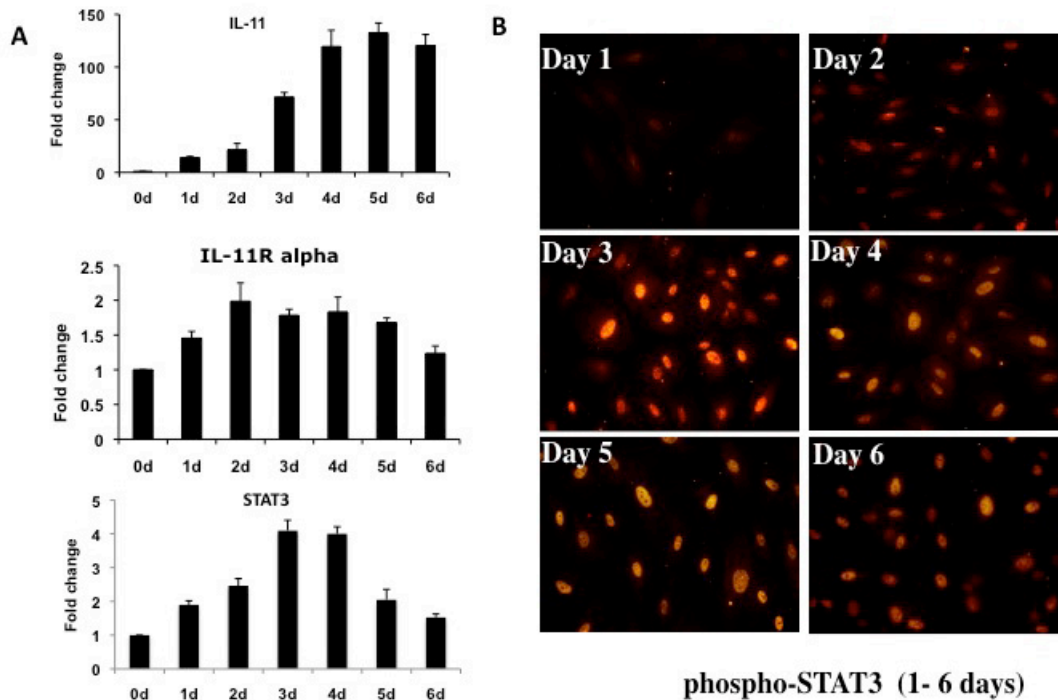 A
IL-11
Fold change
150
100
50
0
0d 1d 2d 3d 4d 5d 6d
IL-11R alpha
Fold change
2.5
2
1.5
1
0.5
0
0d 1d 2d 3d 4d 5d 6d
STAT3
Fold change
5
4
3
2
1
0
0d 1d 2d 3d 4d 5d 6d
B
Day 1 Day 2
Day 3 Day 4
Day 5 Day 6
phospho-STAT3 (1- 6 days)